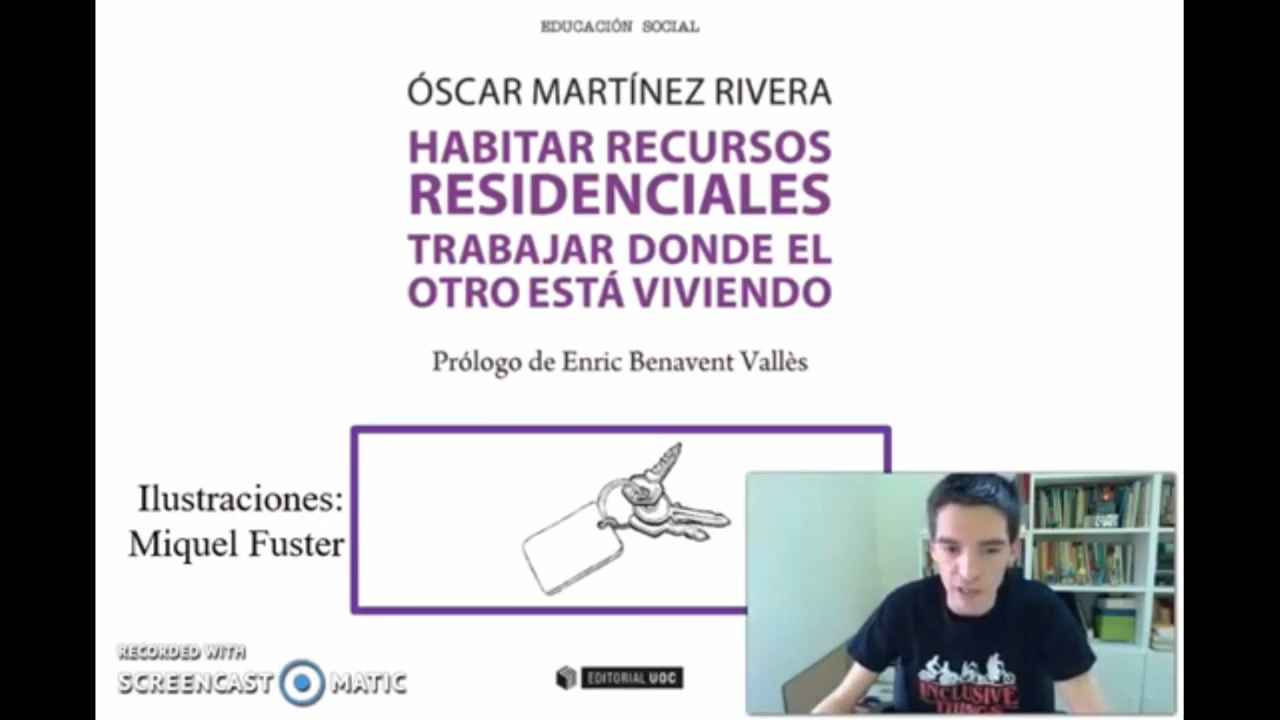 EDUCACIÓN SOCIAL
ÓSCAR MARTÍNEZ RIVERA
HABITAR RECURSOS
RESIDENCIALES
TRABAJAR DONDE EL
OTRO ESTÁ VIVIENDO
Prólogo de Enric Benavent Vallès
Ilustraciones:
Miquel Fuster
RECORDED WITH
SCREENCAST MATIC
EDITORIAL UOC
INCLUSIVE
THINGS